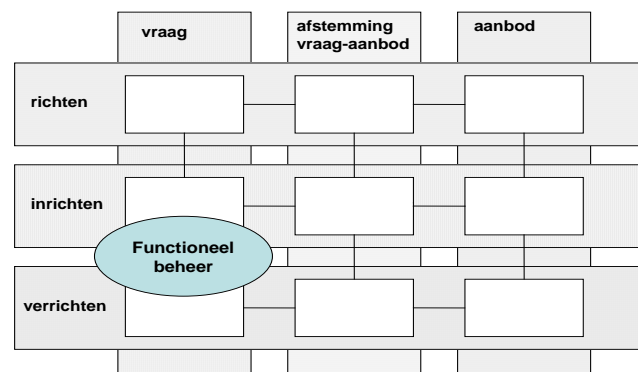 vraag
afstemming
vraag-aanbod
aanbod
richten
inrichten
Functioneel
beheer
verrichten